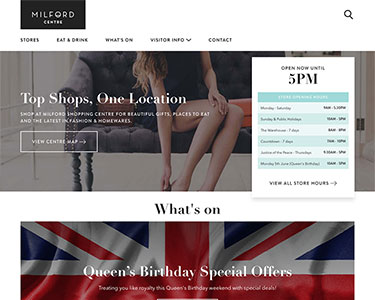 MILFORD
CENTRE
STORES EAT & DRINK WHAT'S ON VISITOR INFO CONTACT
OPEN NOW UNTIL
5PM
STORE OPENING HOURS
Monday - Saturday 9AM - 5.30PM
Sunday & Public Holidays 10AM - 5PM
The Warehouse - 7 days 8AM - 8PM
Countdown - 7 days 7AM - 10PM
Justice of the Peace - Thursdays 9:30AM - 5PM
Monday 5th June (Queen's Birthday) 10AM - 5PM
VIEW ALL STORE HOURS
Top Shops, One Location
SHOP AT MILFORD SHOPPING CENTRE FOR BEAUTIFUL GIFTS, PLACES TO EAT
AND THE LATEST IN FASHION & HOMEWARES.
VIEW CENTRE MAP
What's on
Queen's Birthday Special Offers
Treating you like royalty this Queen's Birthday weekend with special deals!